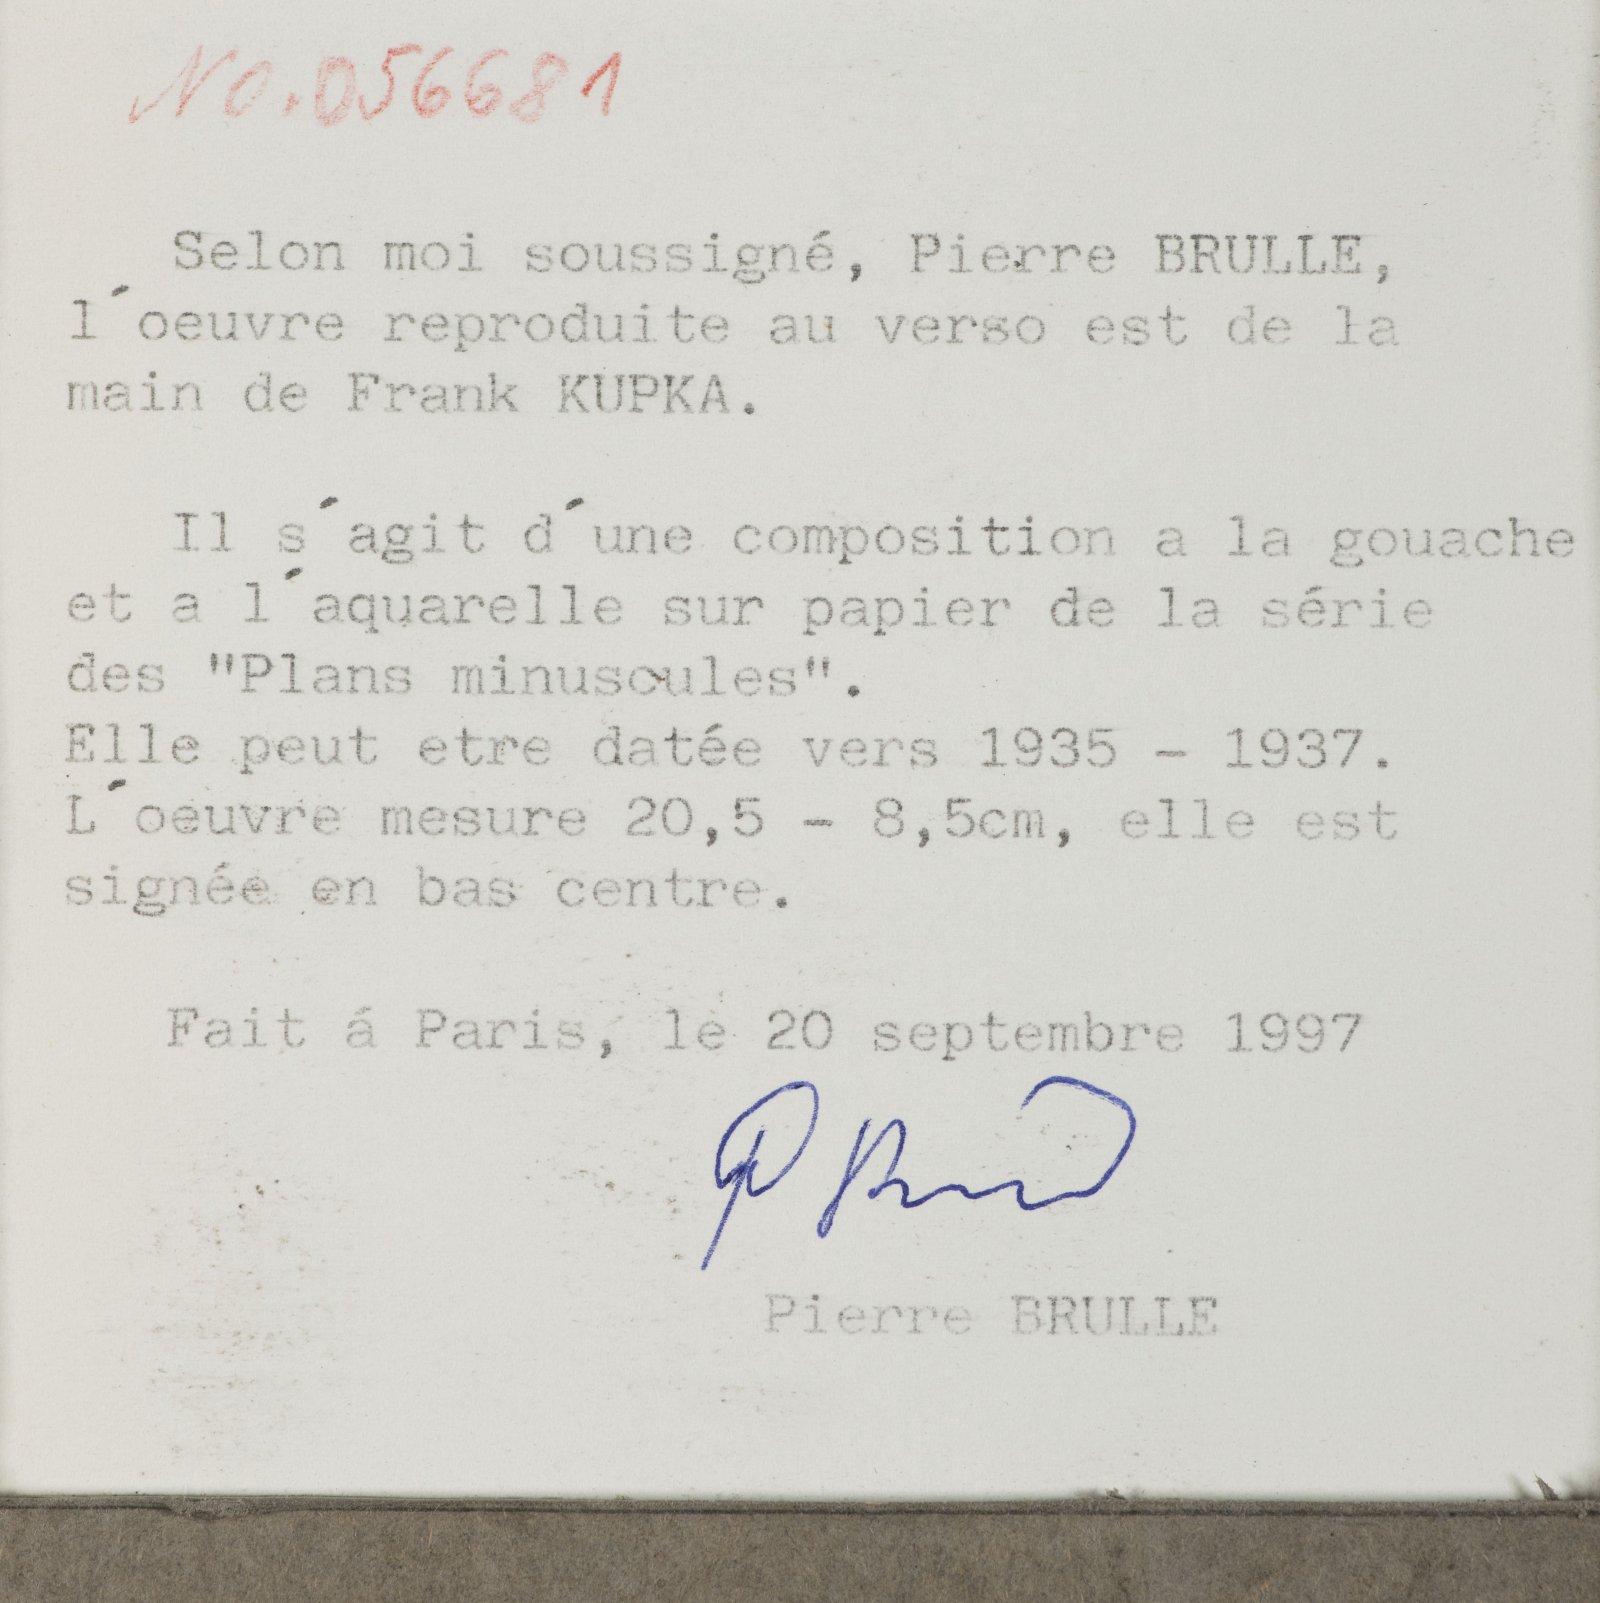 No.056681
Selon moi soussigné, Pierre BRULLE,
l´oeuvre reproduite au verso est de la
main de Frank KUPKA.
Il s´agit d´une composition a la gouache
et a l´aquarelle sur papier de la série
des "Plans minuscules".
Elle peut etre datée vers 1935 - 1937.
L´oeuvre mesure 20,5 - 8,5cm, elle est
signée en bas centre.
Fait á Paris, le 20 septembre 1997
Pierre BRULLE